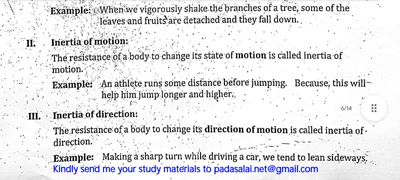 Example: When we vigorously shake the branches of a tree, some of the
leaves and fruits are detached and they fall down.
II. Inertia of motion:
The resistance of a body to change its state of motion is called inertia of
motion.
Example: An athlete runs some distance before jumping. Because, this will
help him jump longer and higher.
6/14
III. Inertia of direction:
The resistance of a body to change its direction of motion is called inertia of
direction.
Example: Making a sharp turn while driving a car, we tend to lean sideways.
Kindly send me your study materials to padasalai.net@gmail.com